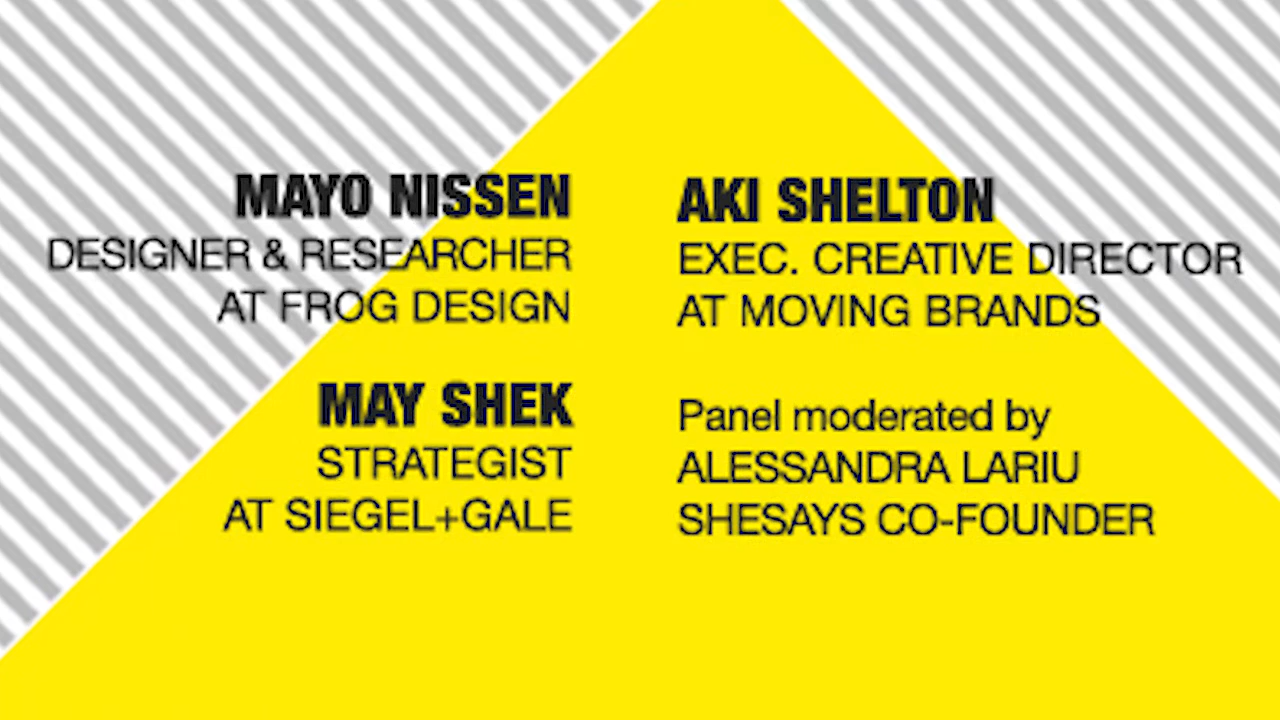 MAYO NISSEN
DESIGNER & RESEARCHER
AT FROG DESIGN
MAY SHEK
STRATEGIST
AT SIEGEL+GALE
AKI SHELTON
EXEC. CREATIVE DIRECTOR
AT MOVING BRANDS
Panel moderated by
ALESSANDRA LARIU
SHESAYS CO-FOUNDER